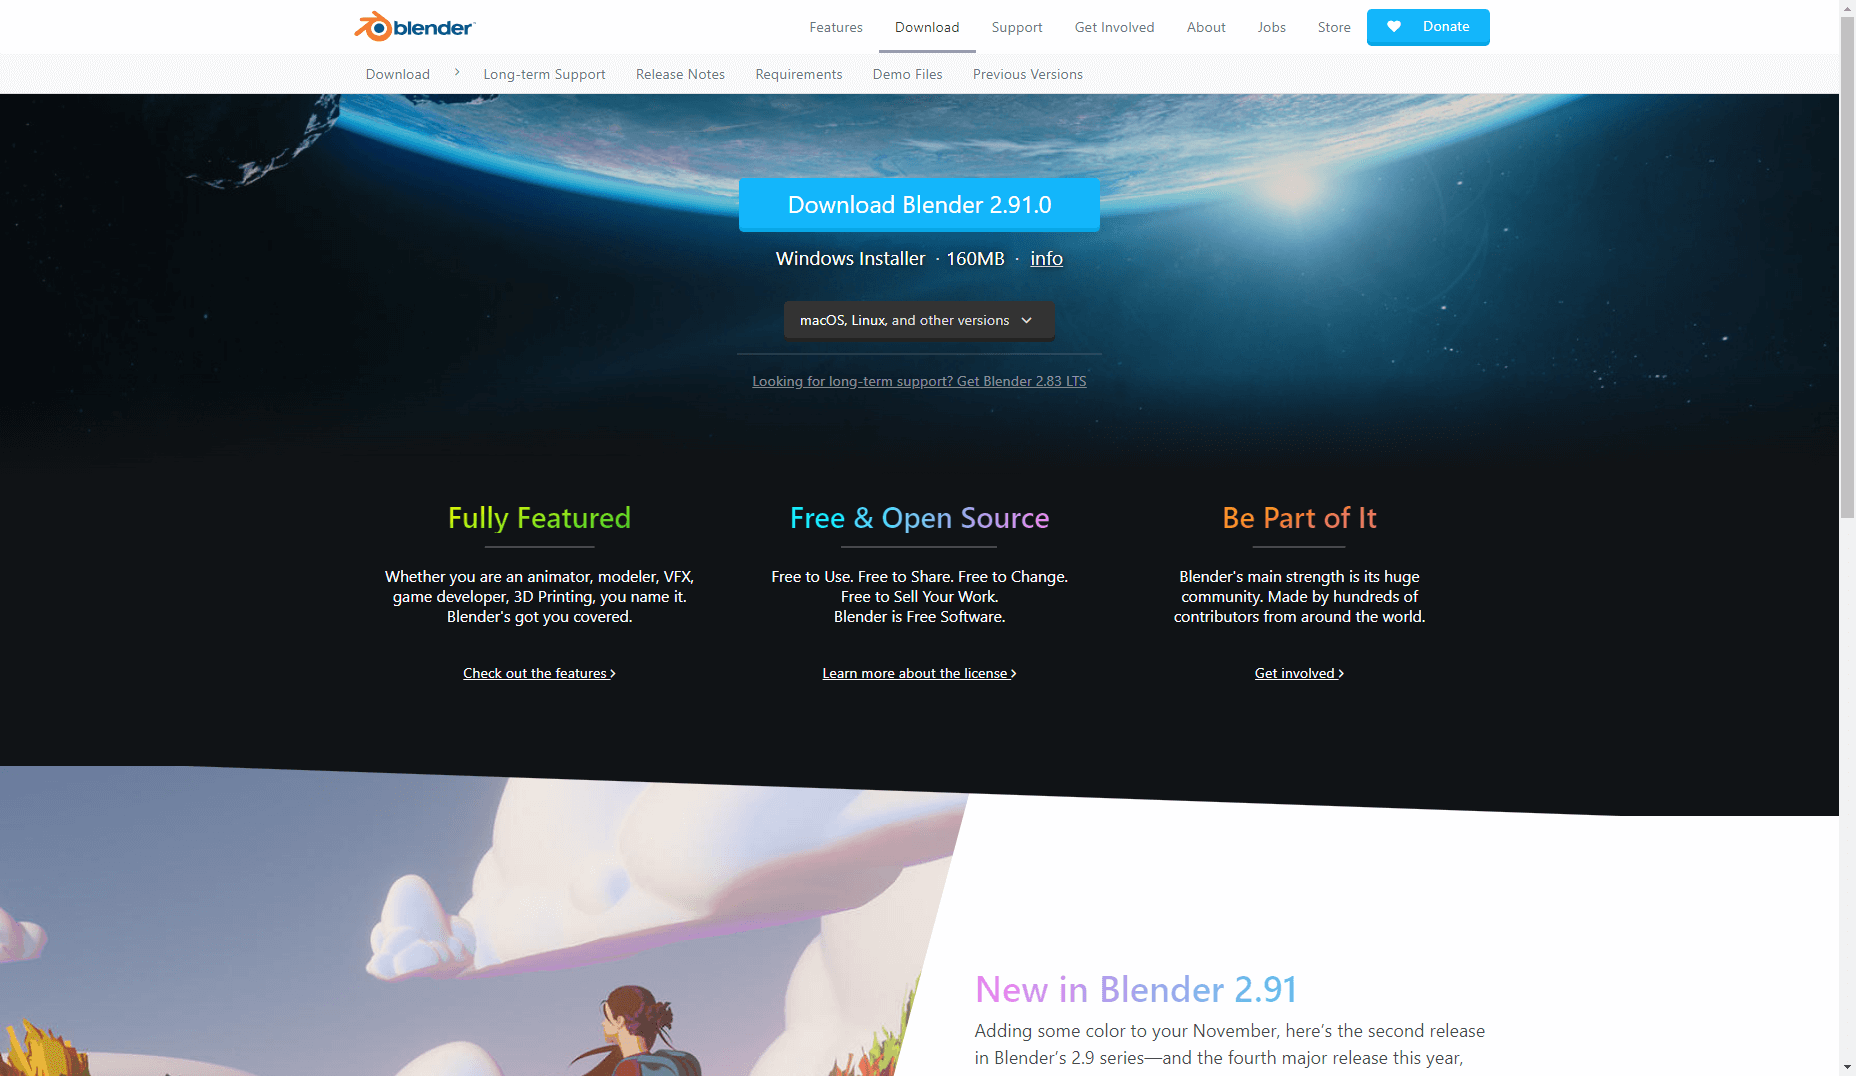 blender
Features Download Support Get Involved About Jobs Store Donate
Download Long-term Support Release Notes Requirements Demo Files Previous Versions
Download Blender 2.91.0
Windows Installer · 160MB · info
macOS, Linux, and other versions
Looking for long-term support? Get Blender 2.83 LTS
Fully Featured
Whether you are an animator, modeler, VFX,
game developer, 3D Printing, you name it.
Blender's got you covered.
Check out the features
Free & Open Source
Free to Use. Free to Share. Free to Change.
Free to Sell Your Work.
Blender is Free Software.
Learn more about the license
Be Part of It
Blender's main strength is its huge
community. Made by hundreds of
contributors from around the world.
Get involved
New in Blender 2.91
Adding some color to your November, here’s the second release
in Blender’s 2.9 series—and the fourth major release this year,